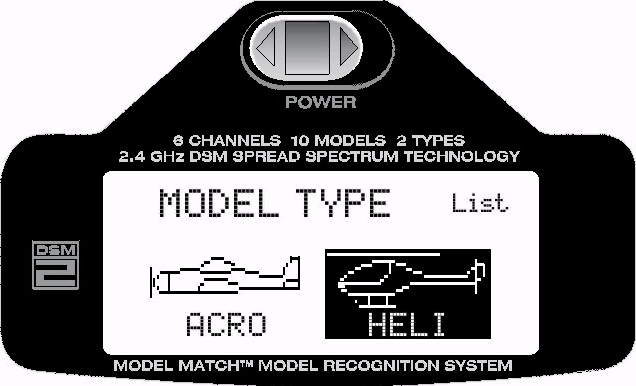 POWER
6 CHANNELS 10 MODELS 2 TYPES
2.4 GHz DSM SPREAD SPECTRUM TECHNOLOGY
MODEL TYPE List
DSM
2
ACRO HELI
MODEL MATCH™ MODEL RECOGNITION SYSTEM